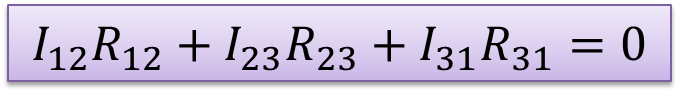 I₁₂R₁₂ + I₂₃R₂₃ + I₃₁R₃₁ = 0